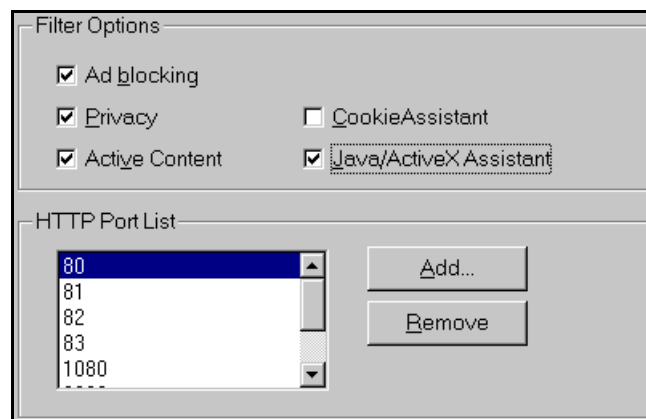 Filter Options
Ad blocking
Privacy
CookieAssistant
Active Content
Java/ActiveX Assistant
HTTP Port List
80
Add...
81
82
Remove
83
1080